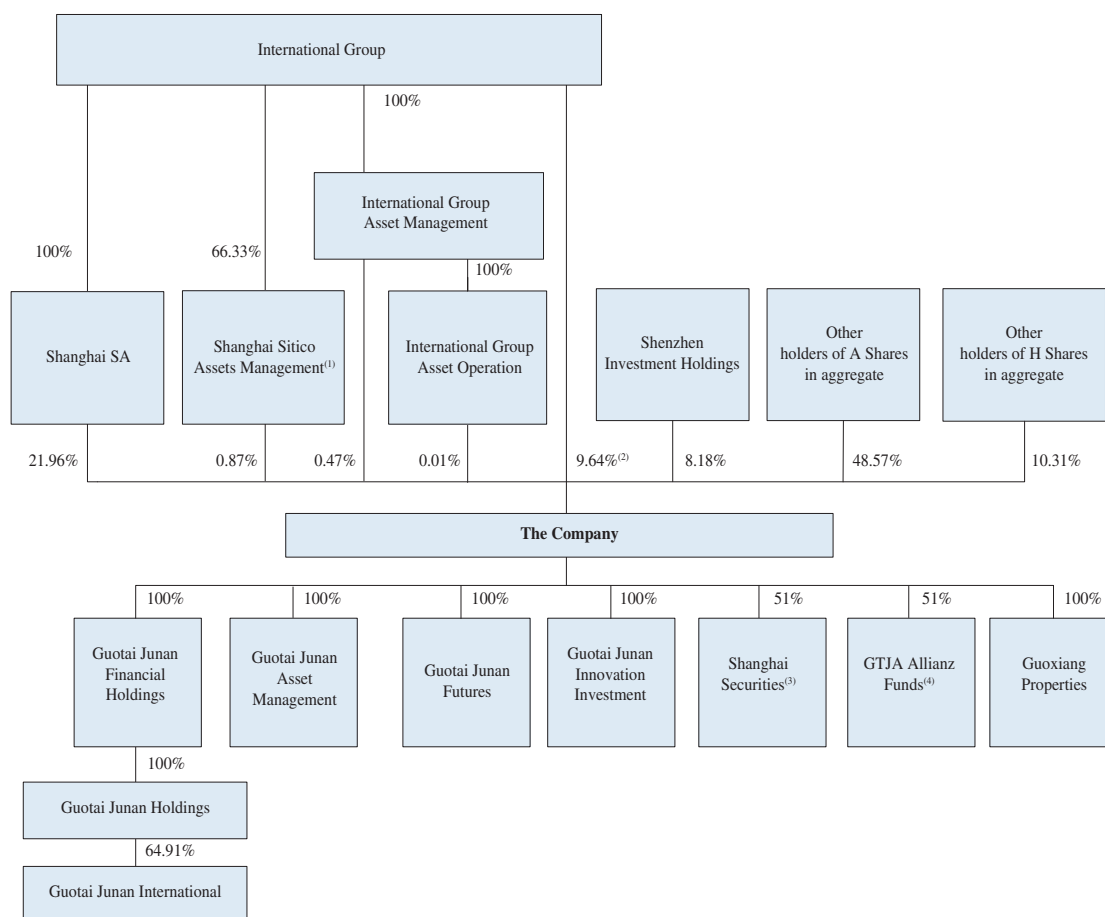 International Group
100%
International Group
Asset Management
100%
66.33%
100%
Shanghai SA
Shanghai Sitico
Assets Management(1)
International Group
Asset Operation
Shenzhen
Investment Holdings
Other
holders of A Shares
in aggregate
Other
holders of H Shares
in aggregate
21.96%
0.87%
0.47%
0.01%
9.64%(2)
8.18%
48.57%
10.31%
The Company
100%
100%
100%
100%
51%
51%
100%
Guotai Junan
Financial
Holdings
Guotai Junan
Asset
Management
Guotai Junan
Futures
Guotai Junan
Innovation
Investment
Shanghai
Securities(3)
GTJA Allianz
Funds(4)
Guoxiang
Properties
100%
Guotai Junan Holdings
64.91%
Guotai Junan International